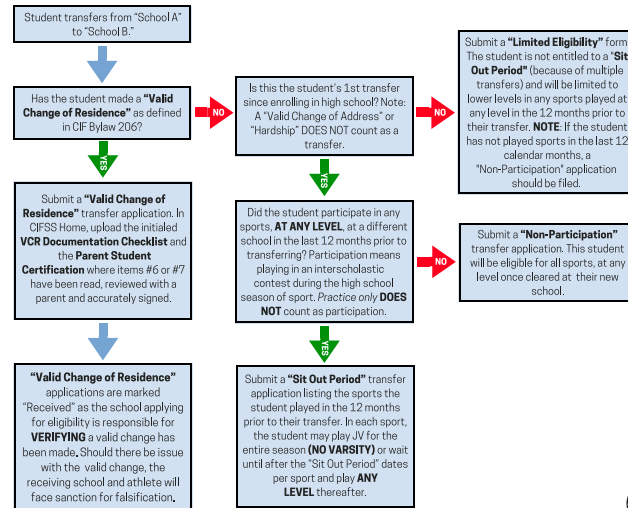 Student transfers from "School A"
to "School B."
Has the student made a "Valid
Change of Residence" as defined
in CIF Bylaw 206?
NO
Is this the student's 1st transfer
since enrolling in high school? Note:
A "Valid Change of Address" or
"Hardship" DOES NOT count as a
transfer.
NO
Submit a "Limited Eligibility" form
The student is not entitled to a "Sit
Out Period" (because of multiple
transfers) and will be limited to
lower levels in any sports played at
any level in the 12 months prior to
their transfer. NOTE: If the student
has not played sports in the last 12
calendar months, a
"Non-Participation" application
should be filed.
YES
Submit a "Valid Change of
Residence" transfer application. In
CIFSS Home, upload the initialed
VCR Documentation Checklist and
the Parent Student
Certification where items #6 or #7
have been read, reviewed with a
parent and accurately signed.
YES
Did the student participate in any
sports, AT ANY LEVEL, at a different
school in the last 12 months prior to
transferring? Participation means
playing in an interscholastic
contest during the high school
season of sport. Practice only DOES
NOT count as participation.
NO
Submit a "Non-Participation"
transfer application. This student
will be eligible for all sports, at any
level once cleared at their new
school.
"Valid Change of Residence"
applications are marked
"Received" as the school applying
for eligibility is responsible for
VERIFYING a valid change has
been made. Should there be issue
with the valid change, the
receiving school and athlete will
face sanction for falsification.
YES
Submit a "Sit Out Period" transfer
application listing the sports the
student played in the 12 months
prior to their transfer. In each sport,
the student may play JV for the
entire season (NO VARSITY) or wait
until after the "Sit Out Period" dates
per sport and play ANY
LEVEL thereafter.